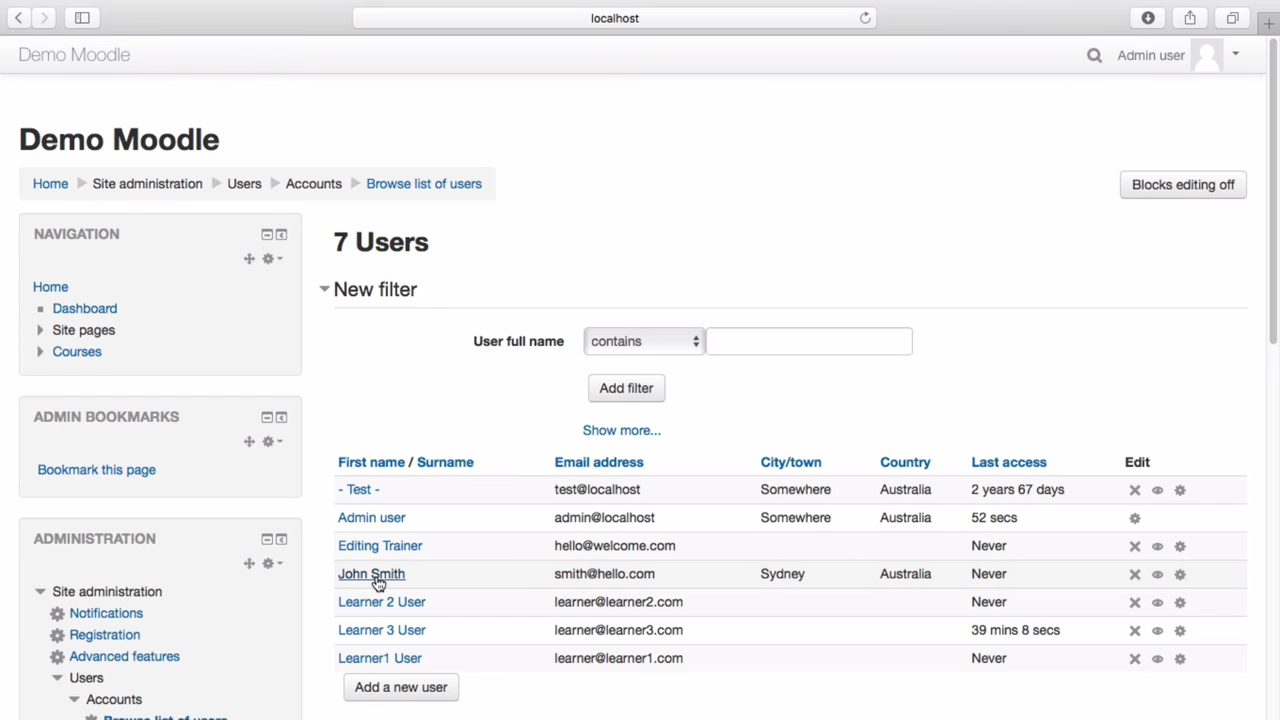 localhost
Demo Moodle
Admin user
Demo Moodle
Home Site administration Users Accounts Browse list of users
Blocks editing off
NAVIGATION
Home
Dashboard
Site pages
Courses
ADMIN BOOKMARKS
Bookmark this page
ADMINISTRATION
Site administration
Notifications
Registration
Advanced features
Users
Accounts
Browse list of users
7 Users
New filter
User full name contains
Add filter
Show more...
First name / Surname Email address City/town Country Last access Edit
- Test - test@localhost Somewhere Australia 2 years 67 days
Admin user admin@localhost Somewhere Australia 52 secs
Editing Trainer hello@welcome.com Never
John Smith smith@hello.com Sydney Australia Never
Learner 2 User learner@learner2.com Never
Learner 3 User learner@learner3.com 39 mins 8 secs
Learner1 User learner@learner1.com Never
Add a new user